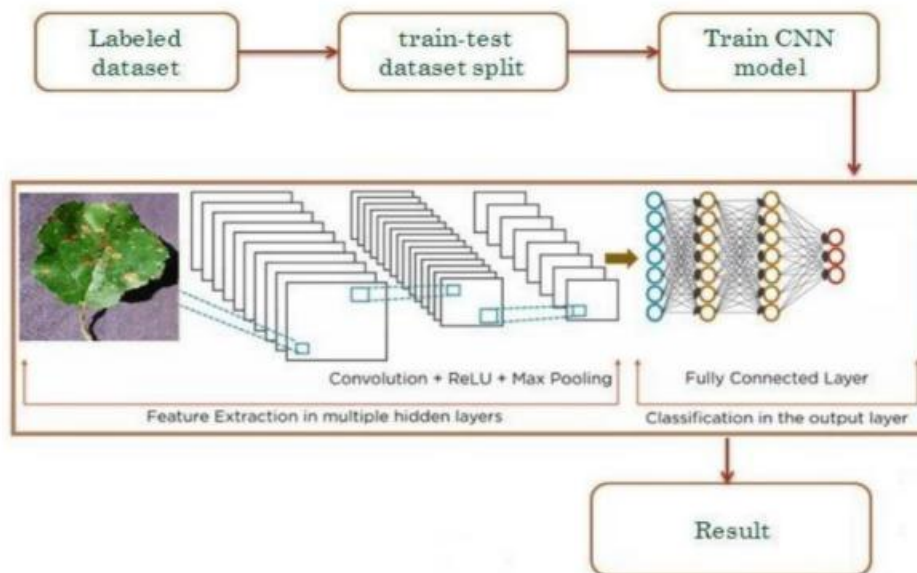 Labeled
dataset
train-test
dataset split
Train CNN
model
Convolution + ReLU + Max Pooling
Fully Connected Layer
Feature Extraction in multiple hidden layers
Classification in the output layer
Result